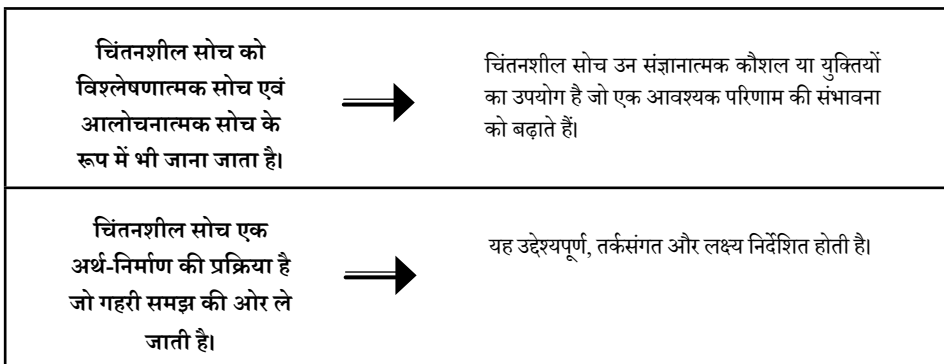 चिंतनशील सोच को
विश्लेषणात्मक सोच एवं
आलोचनात्मक सोच के
रूप में भी जाना जाता है।
चिंतनशील सोच उन संज्ञानात्मक कौशल या युक्तियों
का उपयोग है जो एक आवश्यक परिणाम की संभावना
को बढ़ाते हैं।
चिंतनशील सोच एक
अर्थ-निर्माण की प्रक्रिया है
जो गहरी समझ की ओर ले
जाती है।
यह उद्देश्यपूर्ण, तर्कसंगत और लक्ष्य निर्देशित होती है।